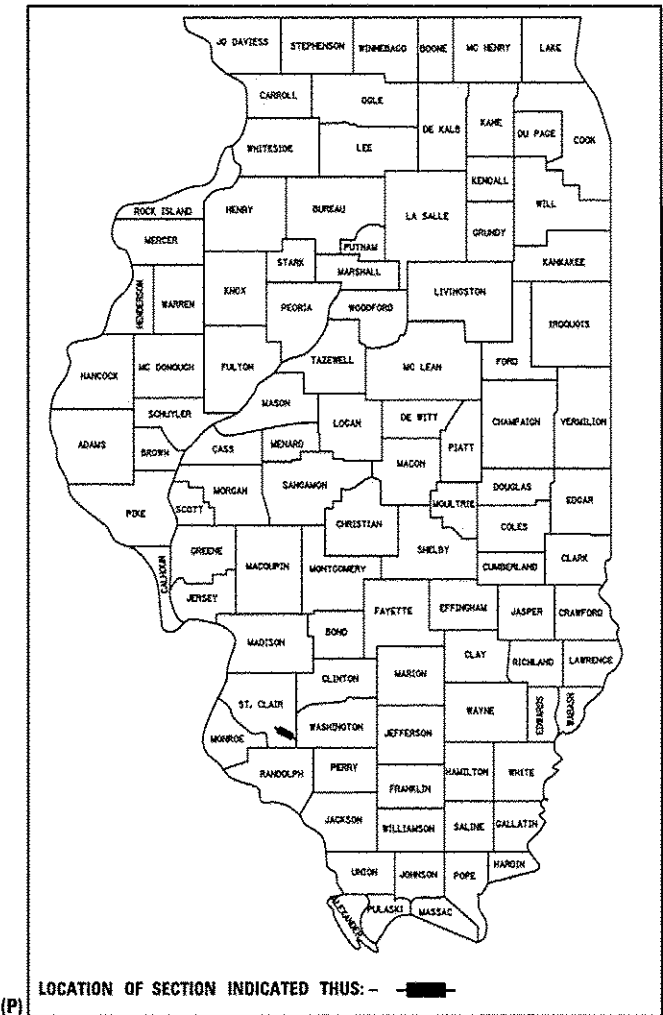 JO DAVIESS STEPHENSON WINNEBAGO BOONE MC HENRY LAKE
CARROLL OGLE DE KALB KANE DU PAGE COOK
WHITESIDE LEE
KENDALL WILL
ROCK ISLAND HENRY BUREAU LA SALLE GRUNDY
MERCER PUTNAM KANKAKEE
STARK MARSHALL
HENDERSON WARREN KNOX PEORIA WOODFORD LIVINGSTON IROQUOIS
HANCOCK MC DONOUGH FULTON TAZEWELL MC LEAN FORD
MASON
SCHUYLER LOGAN DE WITT CHAMPAIGN VERMILION
ADAMS BROWN CASS MENARD MACON PIATT
PIKE SCOTT MORGAN SANGAMON MOULTRIE DOUGLAS EDGAR
CHRISTIAN COLES
SHELBY
CALHOUN GREENE MACOUPIN MONTGOMERY CUMBERLAND CLARK
JERSEY FAYETTE EFFINGHAM JASPER CRAWFORD
MADISON BOND
CLAY RICHLAND LAWRENCE
CLINTON MARION
ST. CLAIR WAYNE EDWARDS WABASH
MONROE WASHINGTON JEFFERSON
RANDOLPH PERRY HAMILTON WHITE
FRANKLIN
JACKSON WILLIAMSON SALINE GALLATIN
UNION JOHNSON POPE HARDIN
ALEXANDER PULASKI MASSAC
LOCATION OF SECTION INDICATED THUS: -
(P)